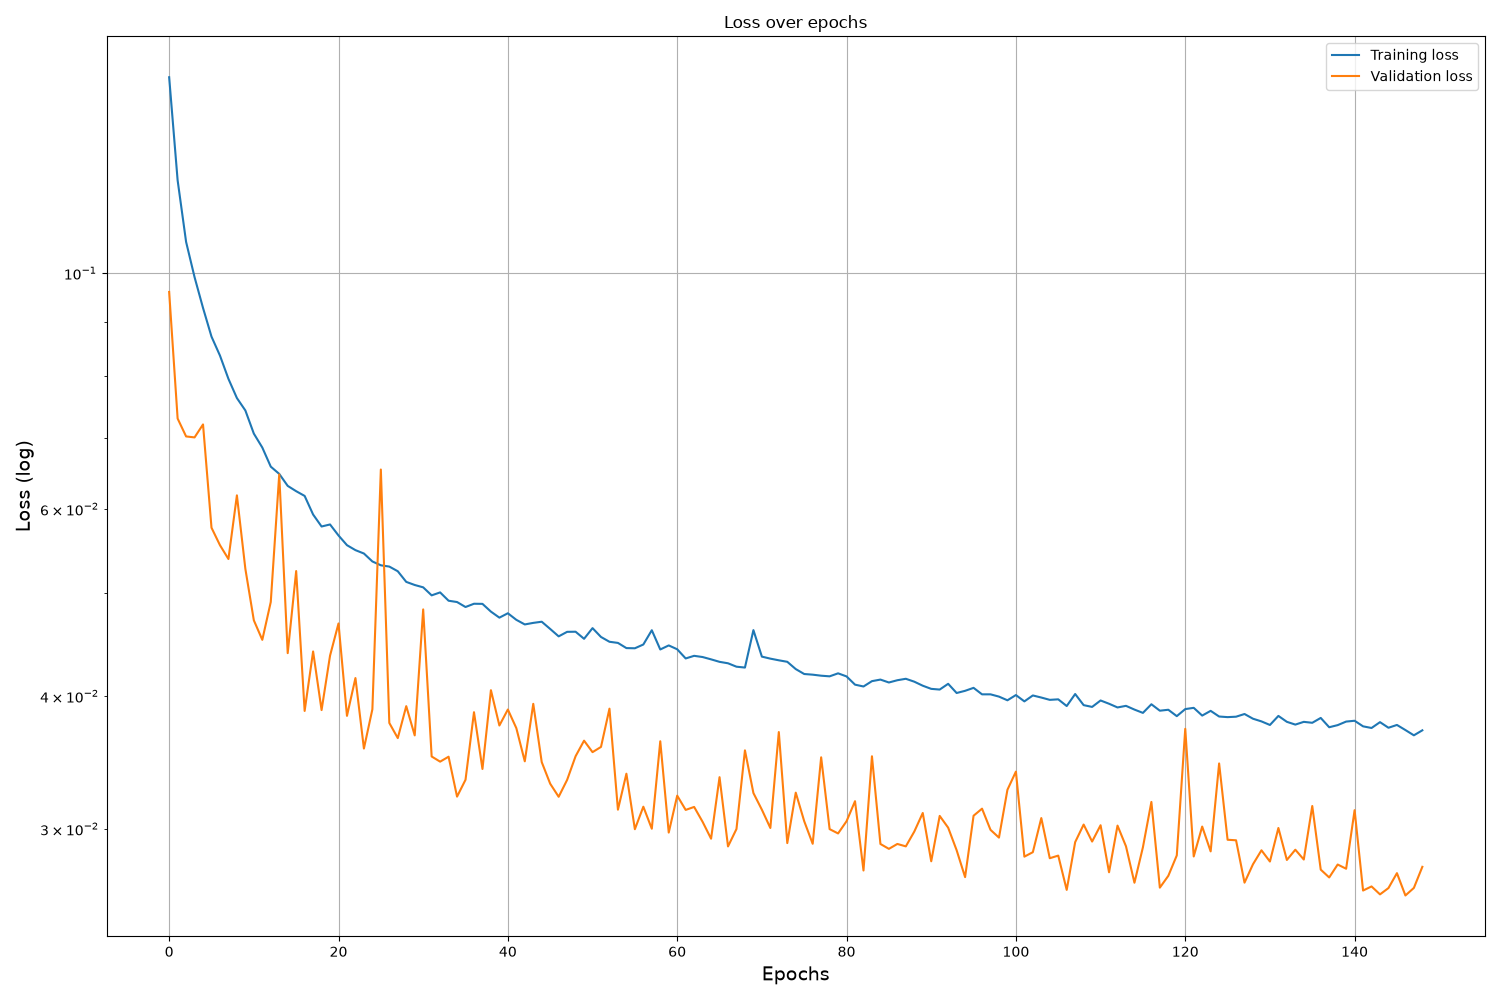 Loss over epochs
Training loss
Validation loss
Loss (log)
10⁻¹
6 × 10⁻²
4 × 10⁻²
3 × 10⁻²
0 20 40 60 80 100 120 140
Epochs